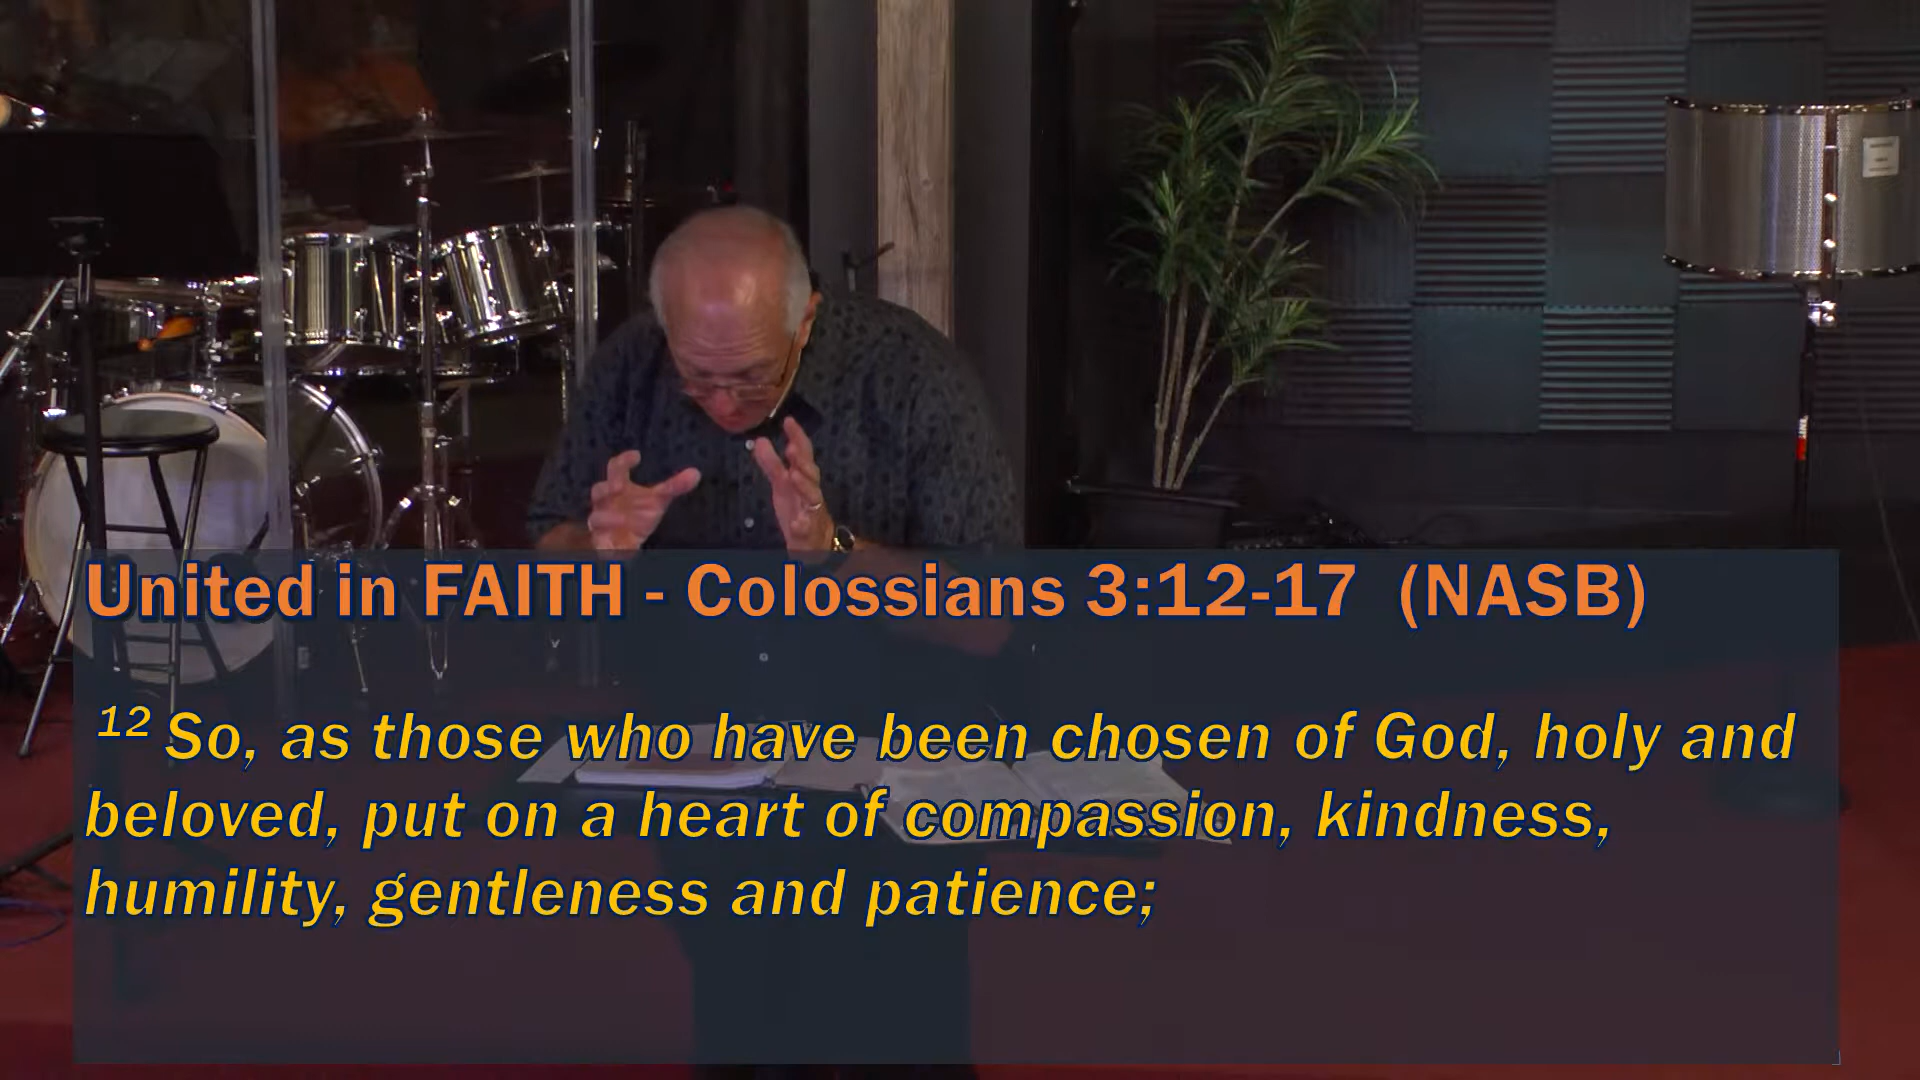 United in FAITH - Colossians 3:12-17 (NASB)
12 So, as those who have been chosen of God, holy and
beloved, put on a heart of compassion, kindness,
humility, gentleness and patience;